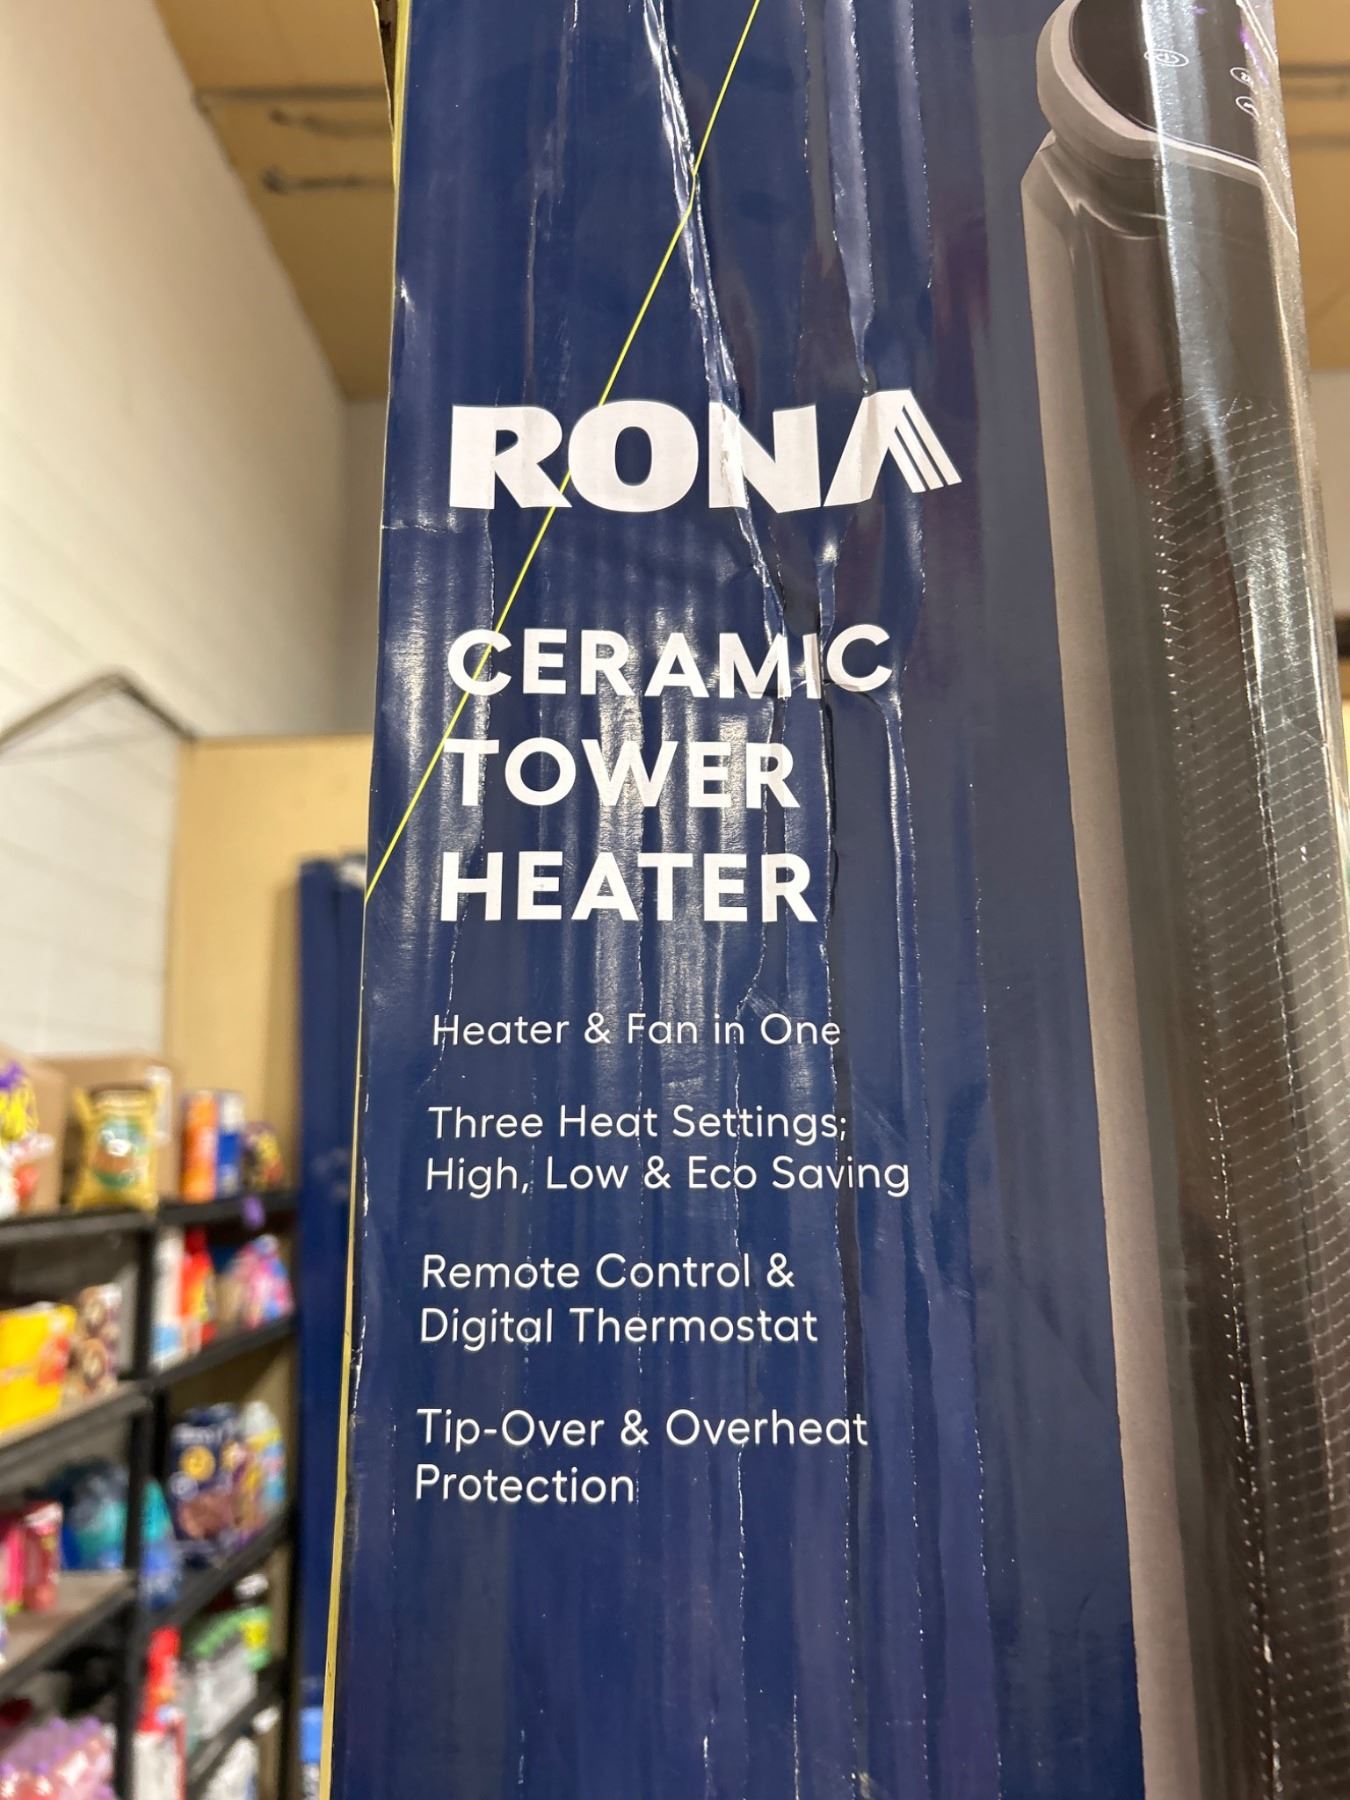 RONA
CERAMIC
TOWER
HEATER
Heater & Fan in One
Three Heat Settings;
High, Low & Eco Saving
Remote Control &
Digital Thermostat
Tip-Over & Overheat
Protection